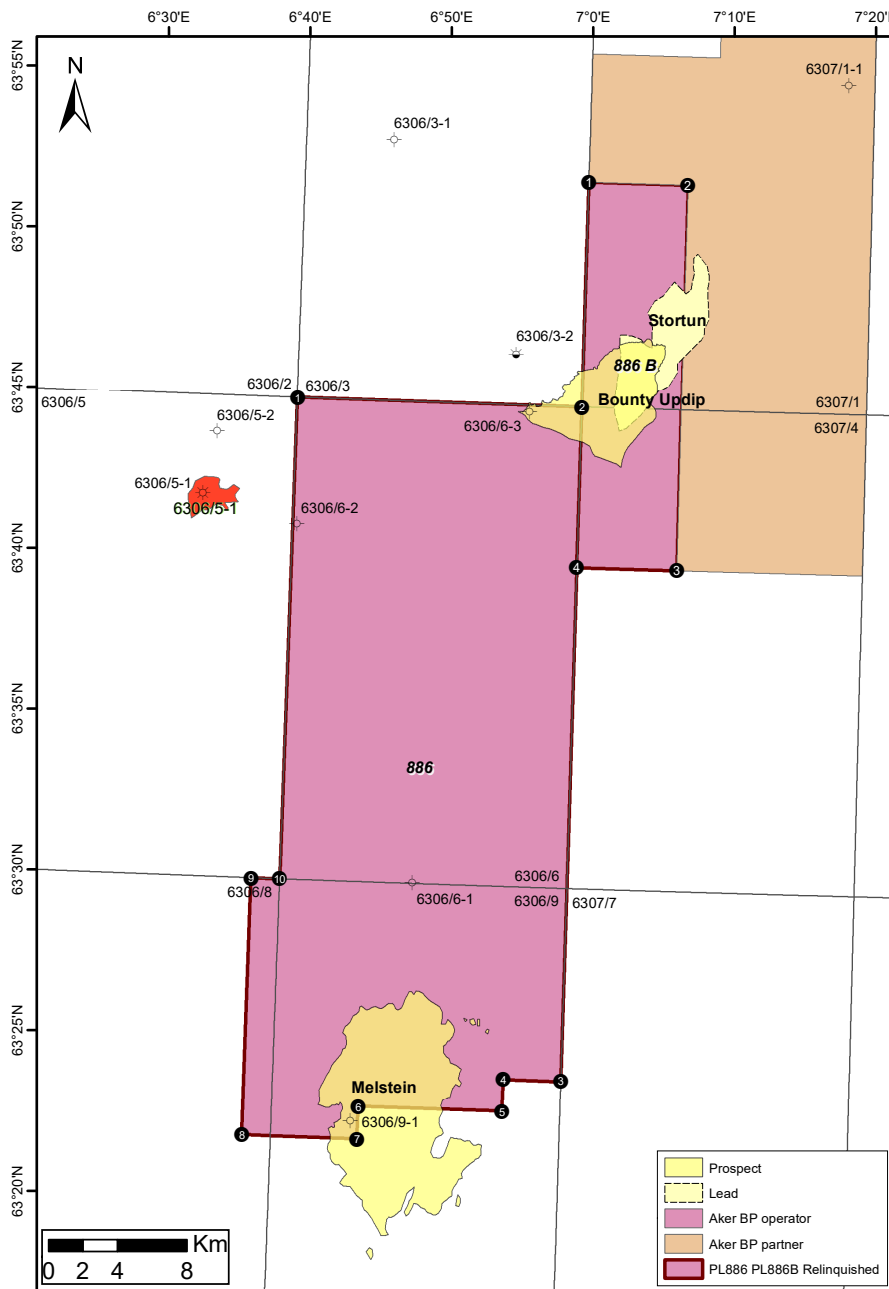 6°30'E
6°40'E
6°50'E
7°0'E
7°10'E
7°20'E
63°55'N
N
6307/1-1
6306/3-1
1
2
63°50'N
Stortun
6306/3-2
886 B
63°45'N
6306/2
6306/3
6306/5
1
2
Bounty Updip
6307/1
6307/4
6306/5-2
6306/6-3
6306/5-1
6306/5-1
6306/6-2
63°40'N
4
3
63°35'N
886
63°30'N
9
10
6306/8
6306/6
6306/6-1
6306/9
6307/7
63°25'N
4
3
Melstein
6
5
6306/9-1
8
7
63°20'N
Prospect
Lead
Aker BP operator
Aker BP partner
PL886 PL886B Relinquished
Km
0 2 4 8